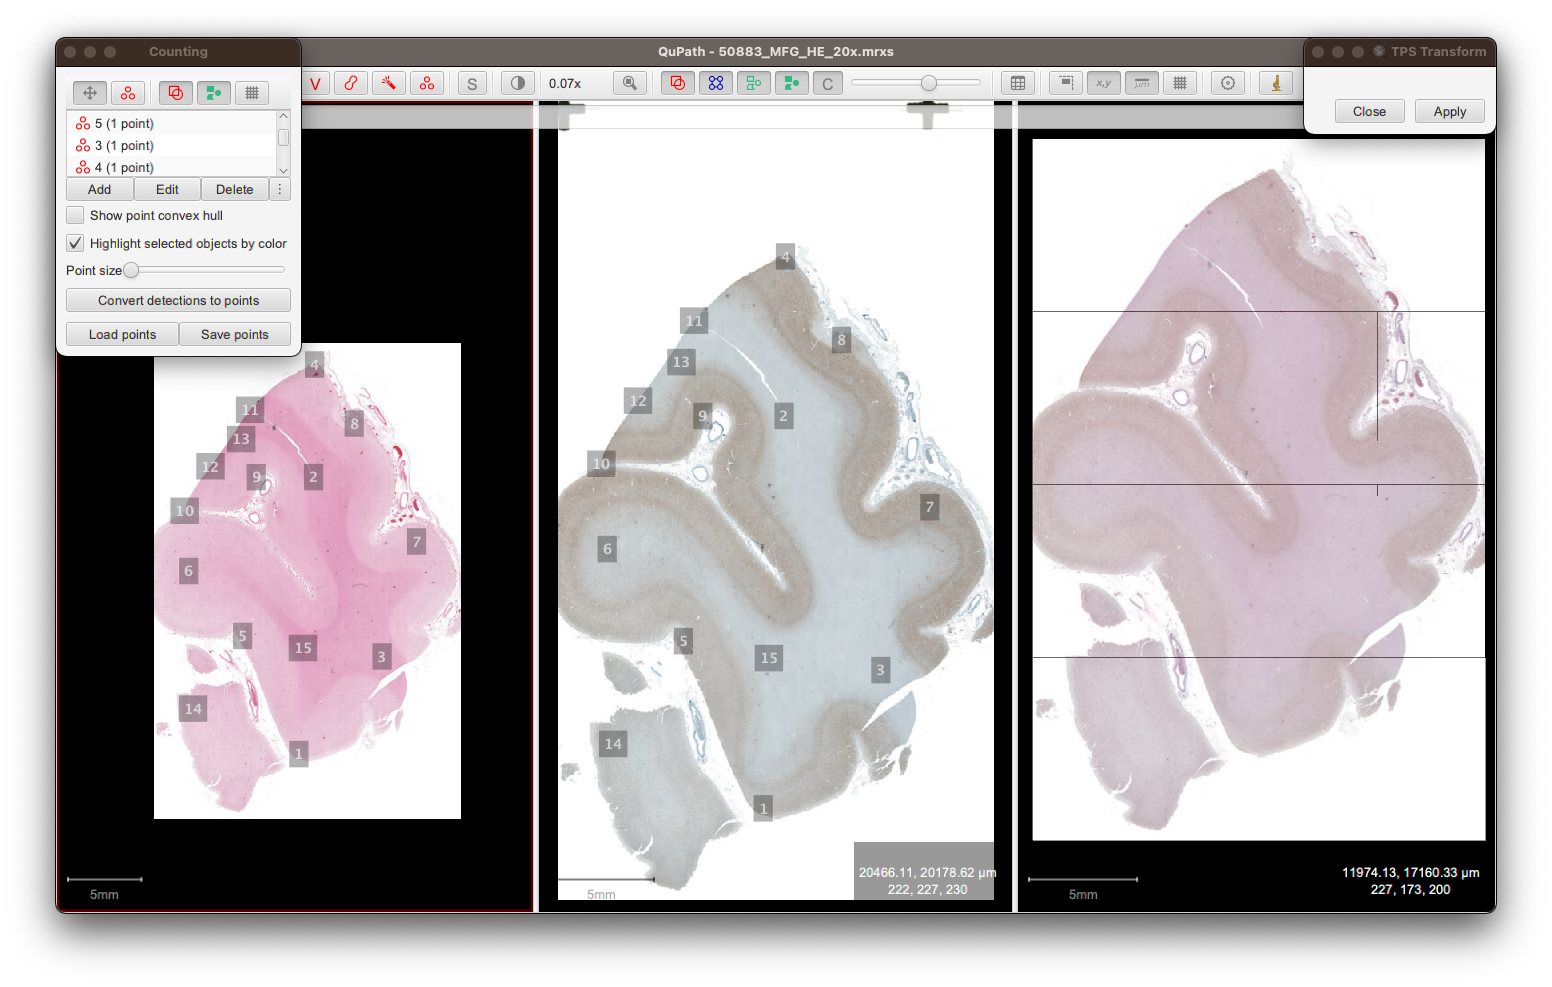 Counting
QuPath - 50883_MFG_HE_20x.mrxs
TPS Transform
V
S
0.07x
C
x,y
μm
Close
Apply
5 (1 point)
3 (1 point)
4 (1 point)
Add
Edit
Delete
Show point convex hull
Highlight selected objects by color
Point size
Convert detections to points
Load points
Save points
4
11
8
13
12
9
2
10
7
6
5
15
3
14
1
5mm
4
11
8
13
12
9
2
10
7
6
5
15
3
14
1
20466.11, 20178.62 μm
222, 227, 230
5mm
11974.13, 17160.33 μm
227, 173, 200
5mm